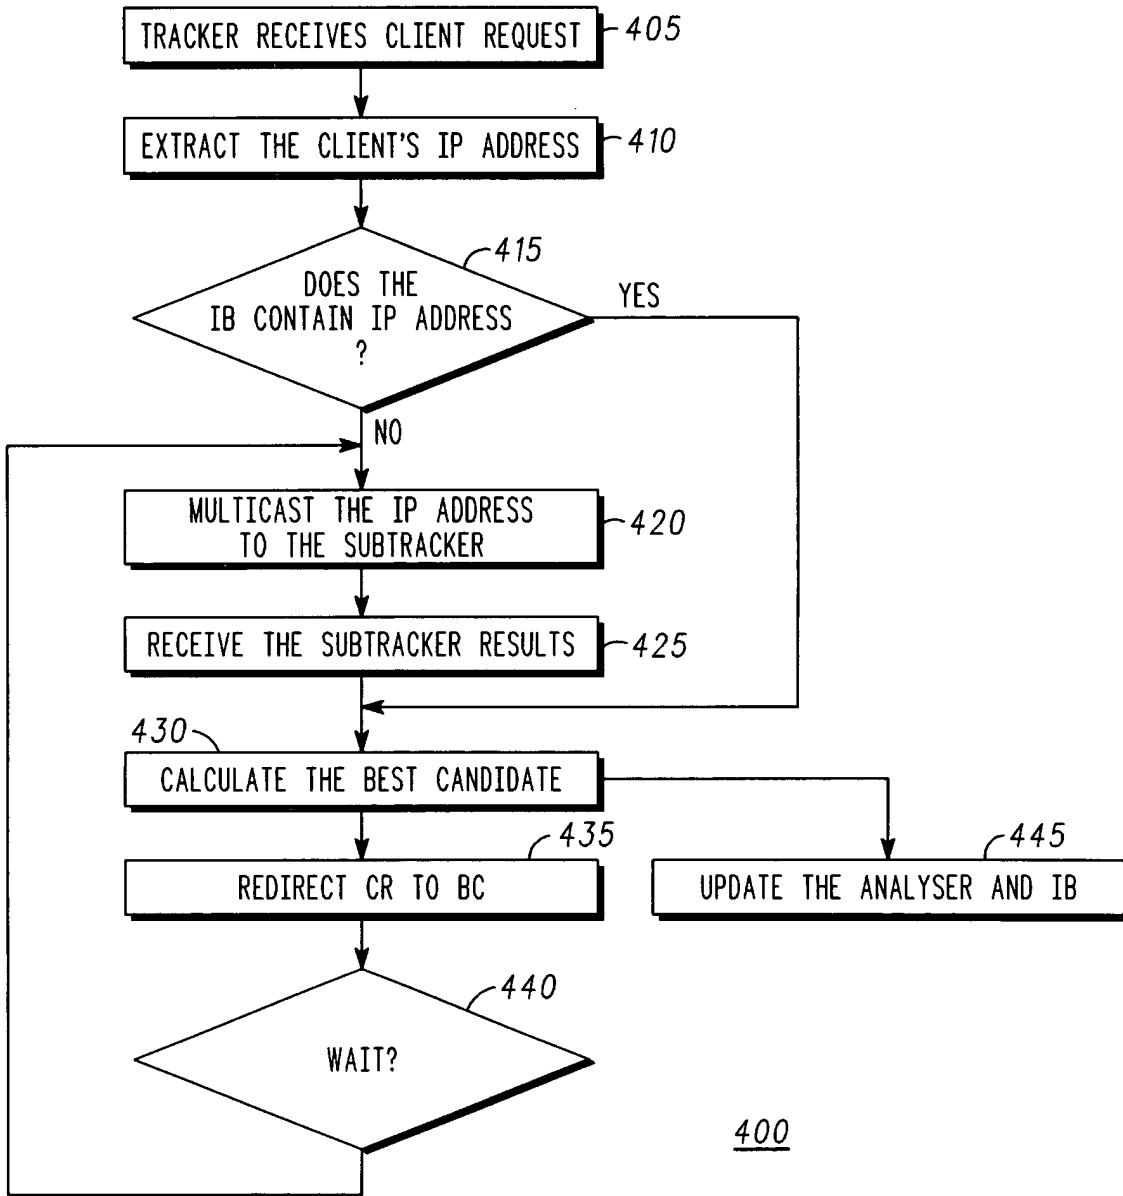 TRACKER RECEIVES CLIENT REQUEST
405
EXTRACT THE CLIENT'S IP ADDRESS
410
415
DOES THE
IB CONTAIN IP ADDRESS
?
YES
NO
MULTICAST THE IP ADDRESS
TO THE SUBTRACKER
420
RECEIVE THE SUBTRACKER RESULTS
425
430
CALCULATE THE BEST CANDIDATE
435
REDIRECT CR TO BC
445
UPDATE THE ANALYSER AND IB
440
WAIT?
400